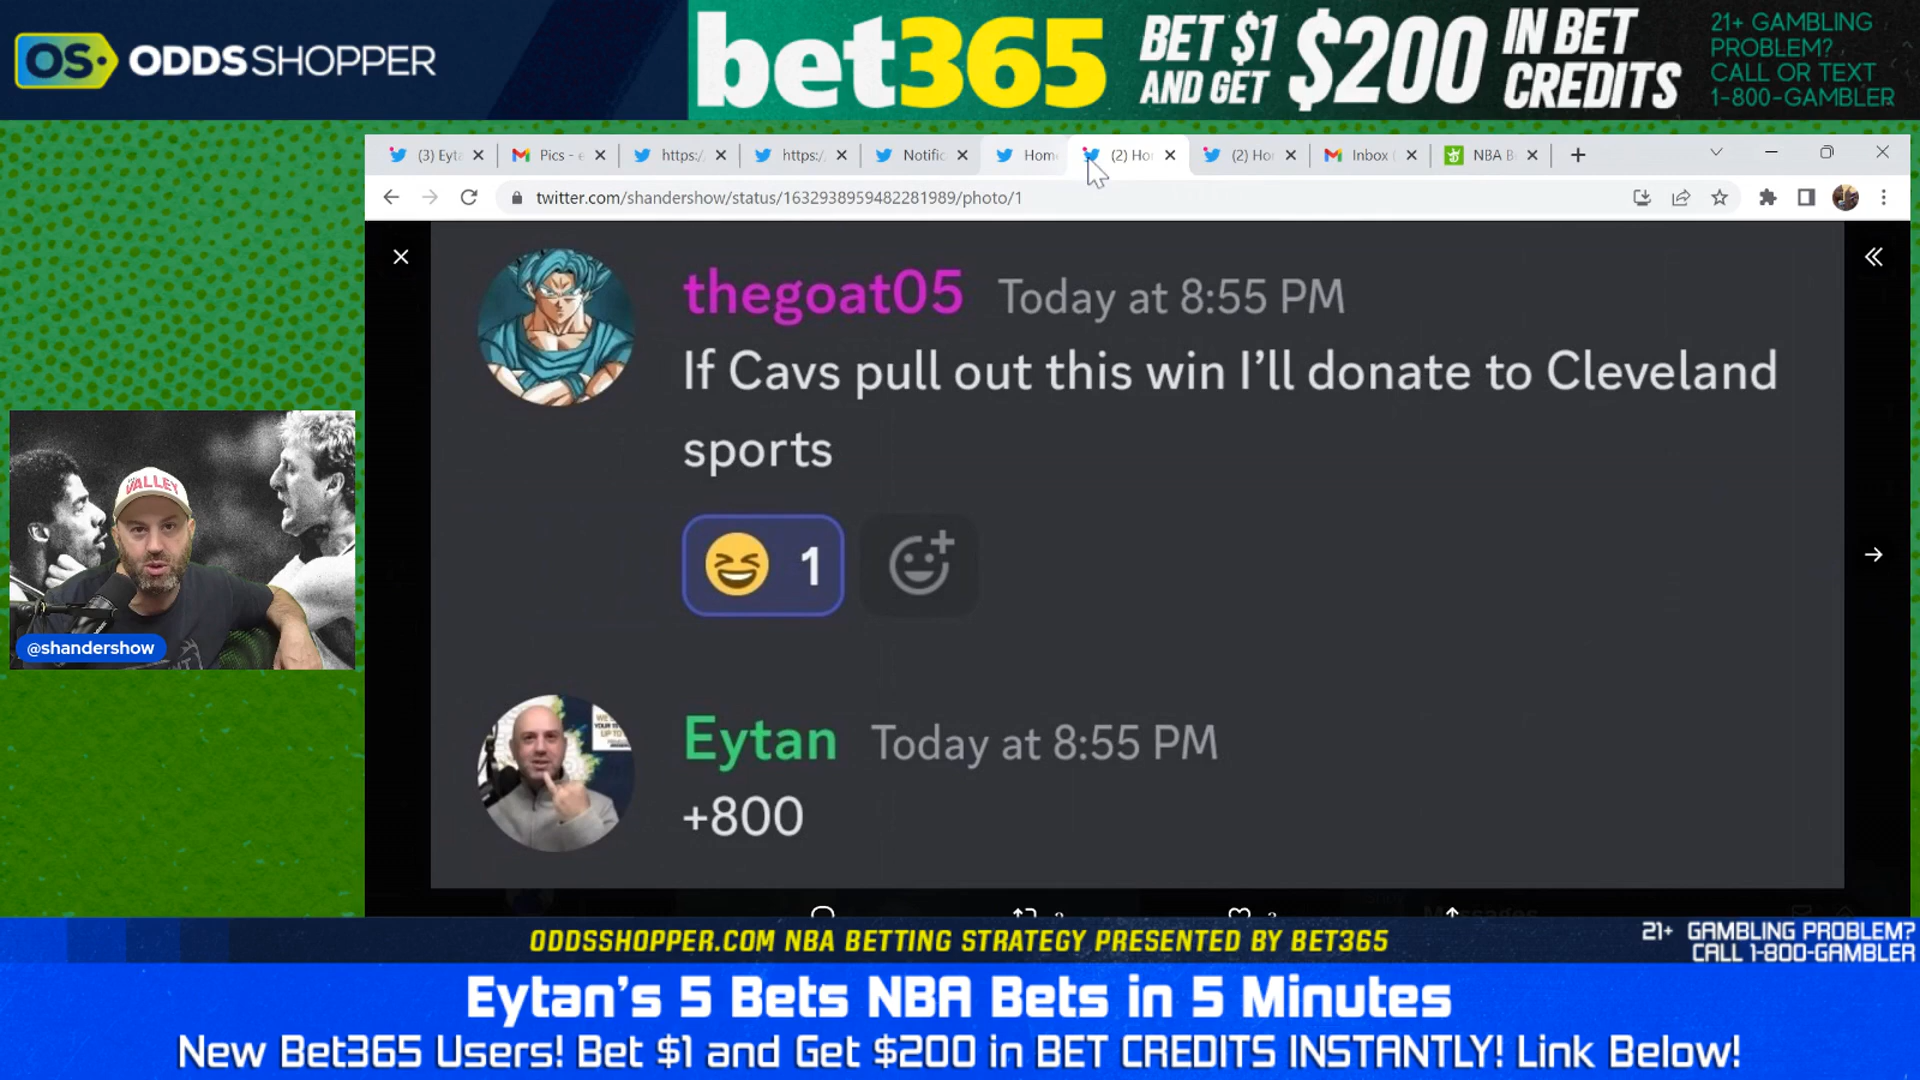 OS ODDSSHOPPER
bet365
BET $1 AND GET $200 IN BET CREDITS
21+ GAMBLING
PROBLEM?
CALL OR TEXT
1-800-GAMBLER
(3) Eyta
Pics - e
https:/
https:/
Notific
Home
(2) Ho
(2) Ho
Inbox (
NBA B
twitter.com/shandershow/status/1632938959482281989/photo/1
thegoat05 Today at 8:55 PM
If Cavs pull out this win I'll donate to Cleveland
sports
1
Eytan Today at 8:55 PM
+800
VALLEY
@shandershow
ODDSSHOPPER.COM NBA BETTING STRATEGY PRESENTED BY BET365
21+ GAMBLING PROBLEM?
CALL 1-800-GAMBLER
Eytan's 5 Bets NBA Bets in 5 Minutes
New Bet365 Users! Bet $1 and Get $200 in BET CREDITS INSTANTLY! Link Below!